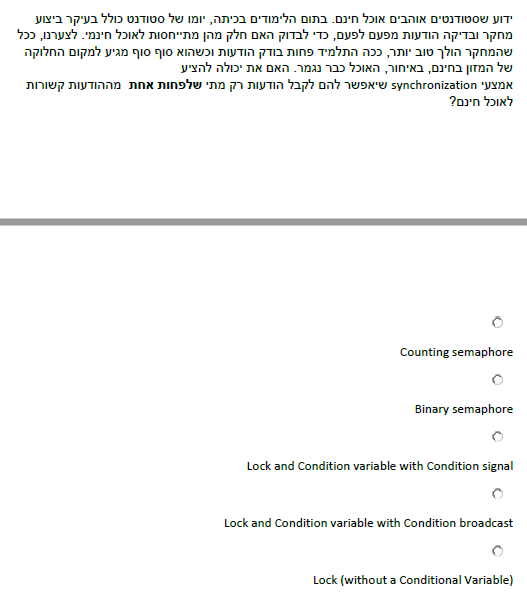 ידוע שסטודנטים אוהבים אוכל חינם. בתום הלימודים בכיתה, יומו של סטודנט כולל בעיקר ביצוע
מחקר ובדיקה הודעות מפעם לפעם, כדי לבדוק האם חלק מהן מתייחסות לאוכל חינמי. לצערנו, ככל
שהמחקר הולך טוב יותר, ככה התלמיד פחות בודק הודעות וכשהוא סוף סוף מגיע למקום החלוקה
של המזון בחינם, באיחור, האוכל כבר נגמר. האם את יכולה להציע
אמצעי synchronization שיאפשר להם לקבל הודעות רק מתי שלפחות אחת מההודעות קשורות
לאוכל חינם?
Counting semaphore
Binary semaphore
Lock and Condition variable with Condition signal
Lock and Condition variable with Condition broadcast
Lock (without a Conditional Variable)